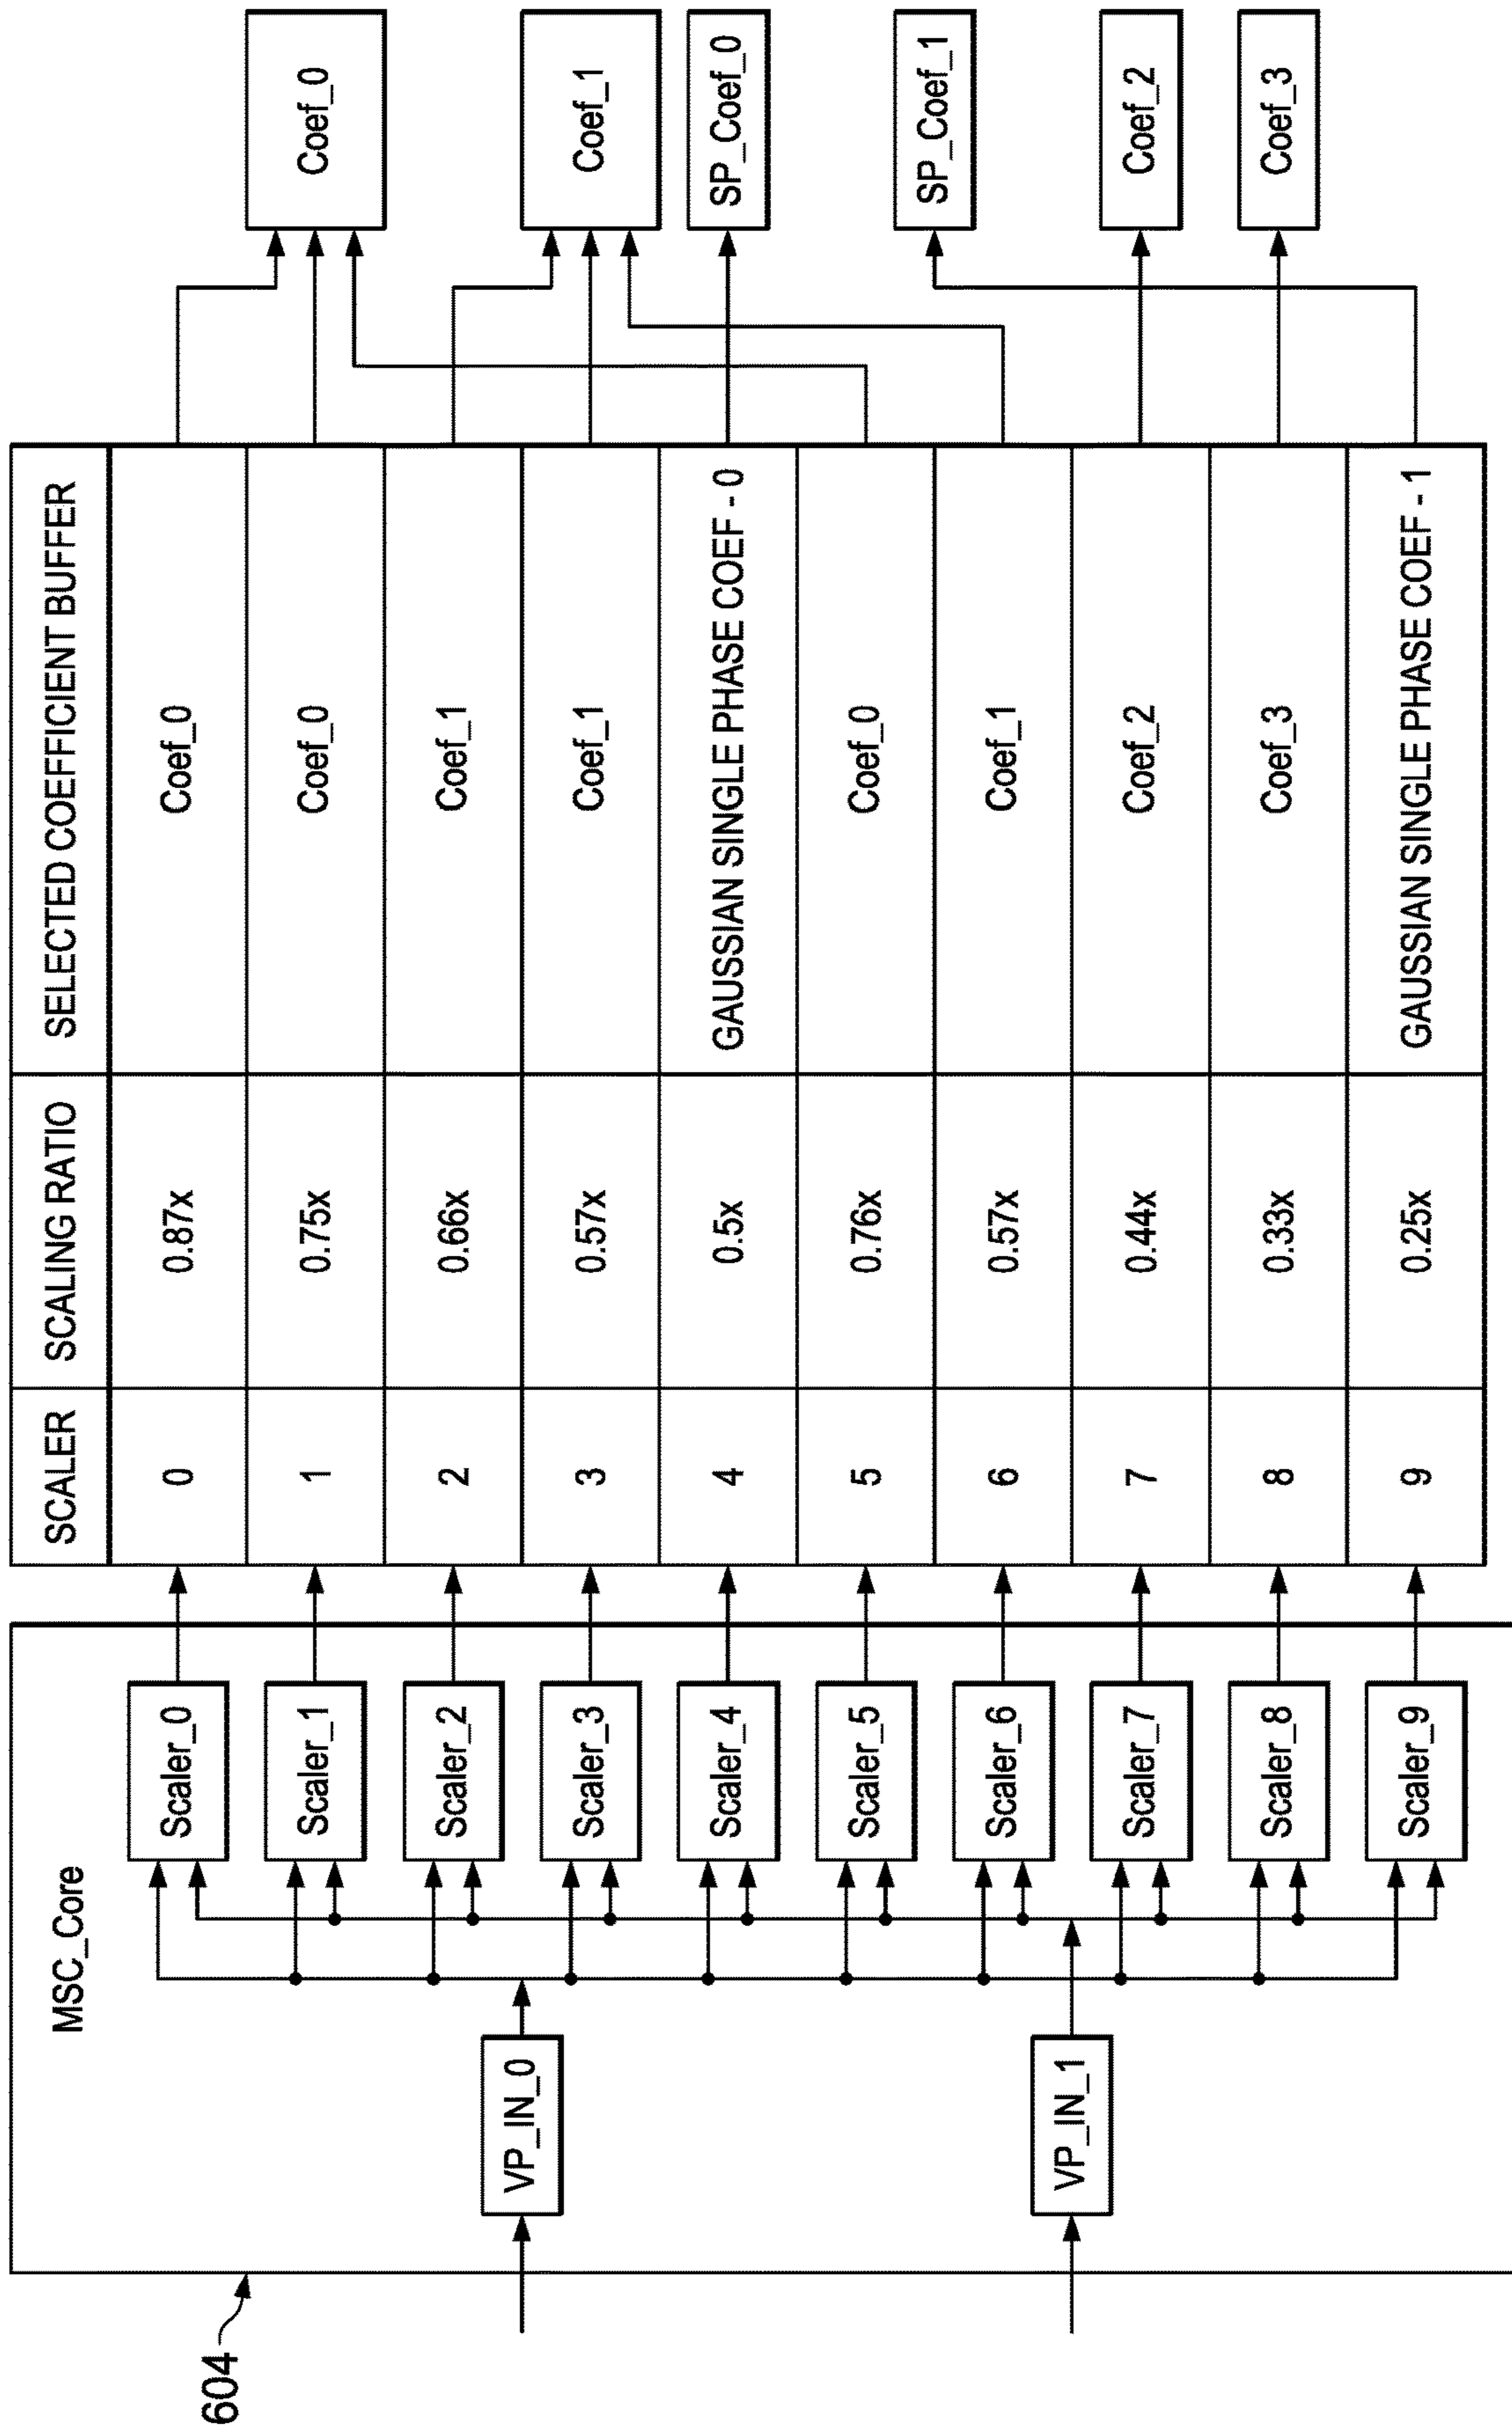 604
MSC_Core
VP_IN_0
VP_IN_1
Scaler_0
Scaler_1
Scaler_2
Scaler_3
Scaler_4
Scaler_5
Scaler_6
Scaler_7
Scaler_8
Scaler_9
SCALER SCALING RATIO SELECTED COEFFICIENT BUFFER
0 0.87x Coef_0
1 0.75x Coef_0
2 0.66x Coef_1
3 0.57x Coef_1
4 0.5x GAUSSIAN SINGLE PHASE COEF - 0
5 0.76x Coef_0
6 0.57x Coef_1
7 0.44x Coef_2
8 0.33x Coef_3
9 0.25x GAUSSIAN SINGLE PHASE COEF - 1
Coef_0
Coef_1
SP_Coef_0
SP_Coef_1
Coef_2
Coef_3